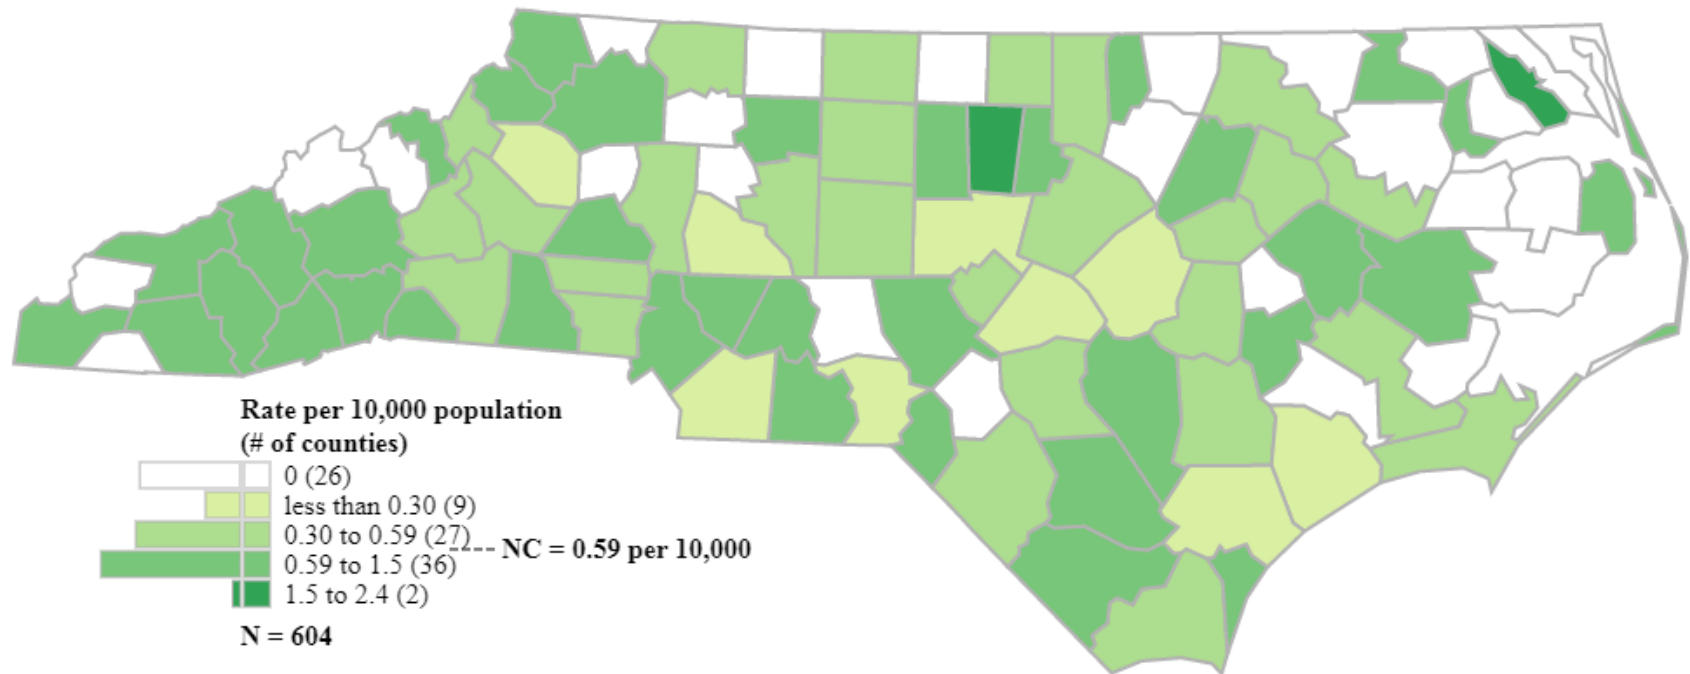 Rate per 10,000 population
(# of counties)
0 (26)
less than 0.30 (9)
0.30 to 0.59 (27)
NC = 0.59 per 10,000
0.59 to 1.5 (36)
1.5 to 2.4 (2)
N = 604